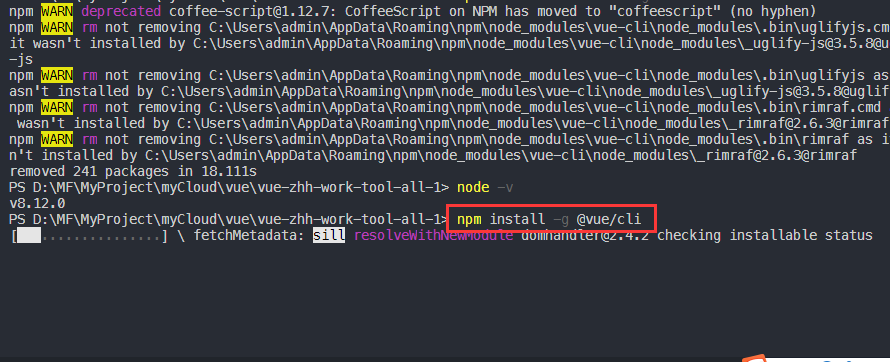 npm WARN deprecated coffee-script@1.12.7: CoffeeScript on NPM has moved to "coffeescript" (no hyphen)
npm WARN rm not removing C:\Users\admin\AppData\Roaming\npm\node_modules\vue-cli\node_modules\.bin\uglifyjs.cm
it wasn't installed by C:\Users\admin\AppData\Roaming\npm\node_modules\vue-cli\node_modules\_uglify-js@3.5.8@u
-js
npm WARN rm not removing C:\Users\admin\AppData\Roaming\npm\node_modules\vue-cli\node_modules\.bin\uglifyjs as
asn't installed by C:\Users\admin\AppData\Roaming\npm\node_modules\vue-cli\node_modules\_uglify-js@3.5.8@uglif
npm WARN rm not removing C:\Users\admin\AppData\Roaming\npm\node_modules\vue-cli\node_modules\.bin\rimraf.cmd
wasn't installed by C:\Users\admin\AppData\Roaming\npm\node_modules\vue-cli\node_modules\_rimraf@2.6.3@rimraf
npm WARN rm not removing C:\Users\admin\AppData\Roaming\npm\node_modules\vue-cli\node_modules\.bin\rimraf as i
n't installed by C:\Users\admin\AppData\Roaming\npm\node_modules\vue-cli\node_modules\_rimraf@2.6.3@rimraf
removed 241 packages in 18.111s
PS D:\MF\MyProject\myCloud\vue\vue-zhh-work-tool-all-1> node -v
v8.12.0
PS D:\MF\MyProject\myCloud\vue\vue-zhh-work-tool-all-1> npm install -g @vue/cli
[ ...............] \ fetchMetadata: sill resolveWithNewModule domhandler@2.4.2 checking installable status